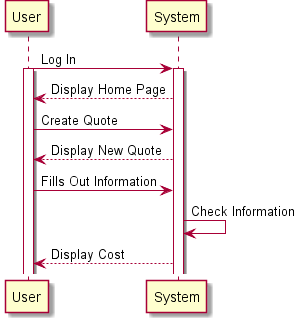 User System
Log In
Display Home Page
Create Quote
Display New Quote
Fills Out Information
Check Information
Display Cost
User System